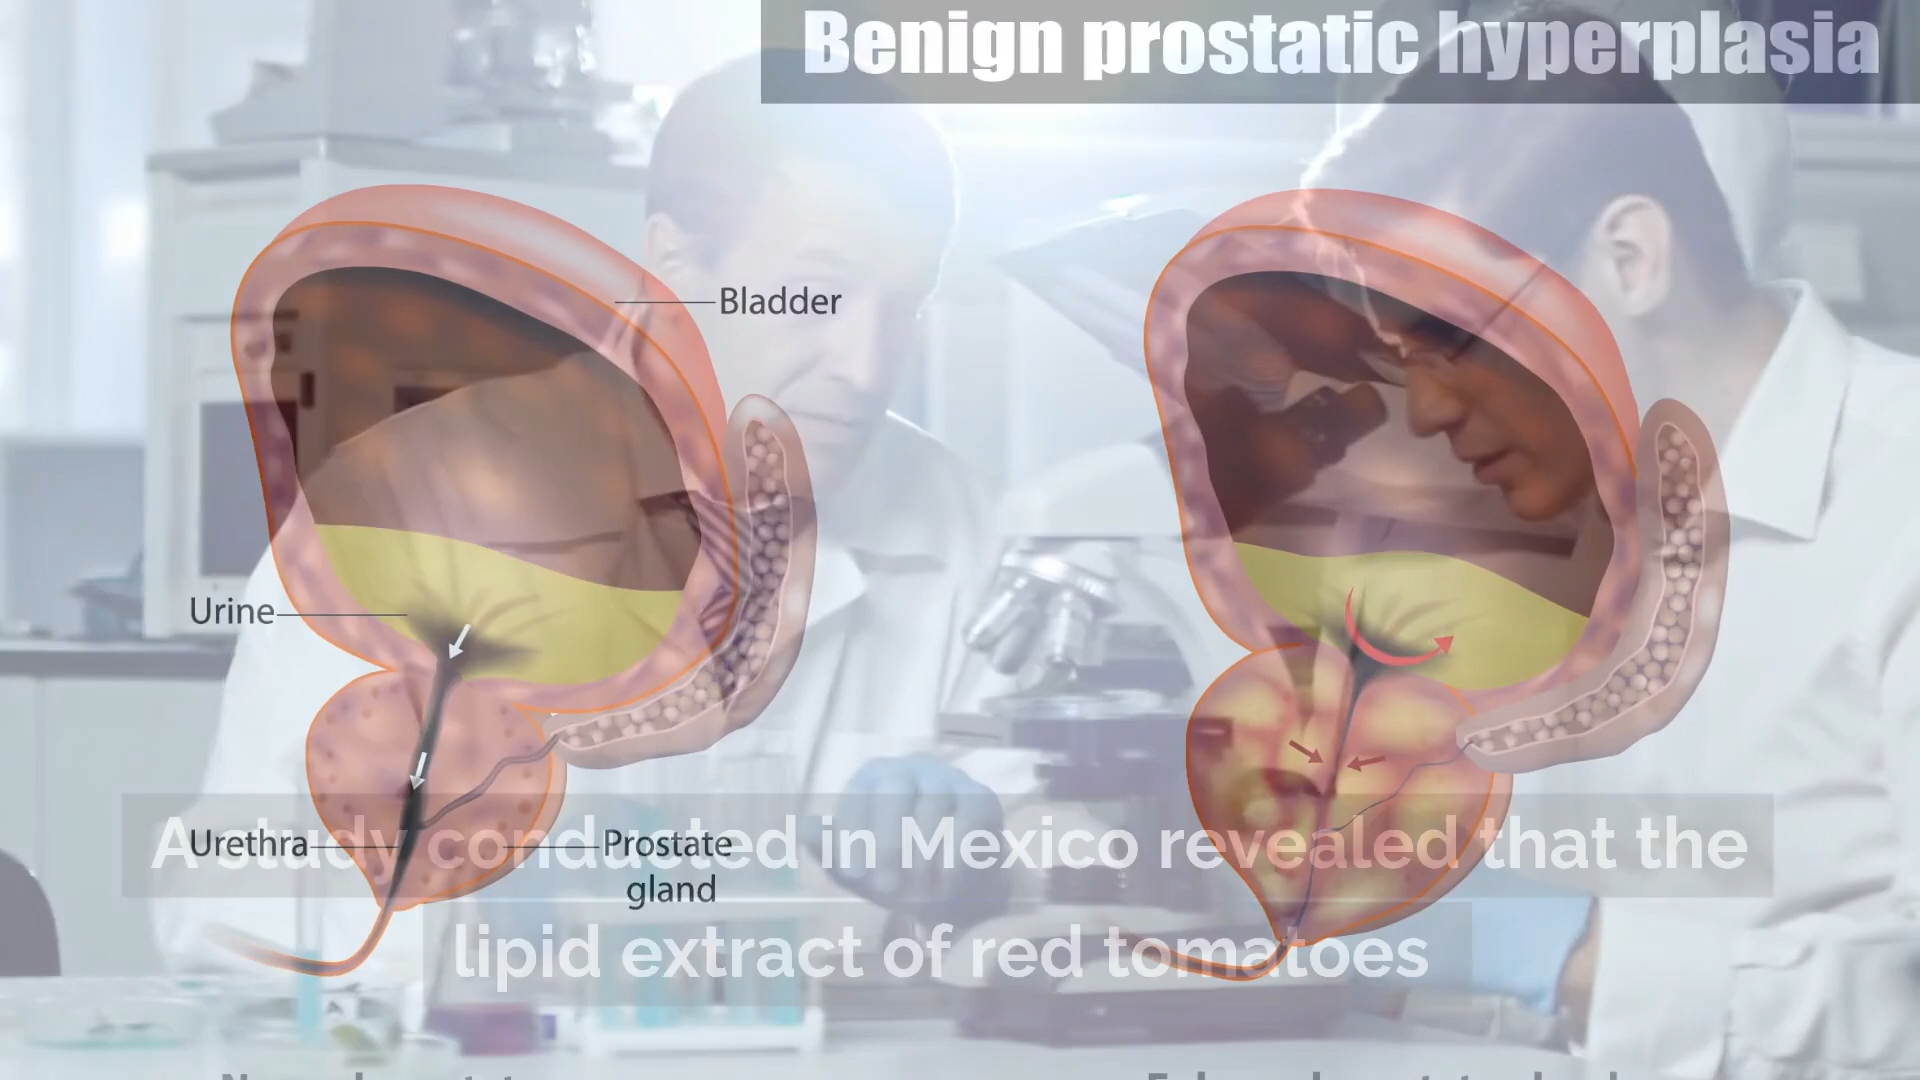 Benign prostatic hyperplasia
Bladder
Urine
Urethra
Prostate
gland
A study conducted in Mexico revealed that the
lipid extract of red tomatoes